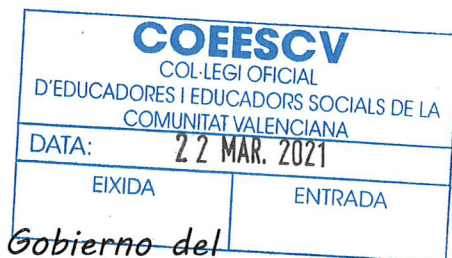 COEESCV
COL·LEGI OFICIAL
D'EDUCADORES I EDUCADORS SOCIALS DE LA
COMUNITAT VALENCIANA
DATA: 22 MAR. 2021
EIXIDA ENTRADA
Gobierno del